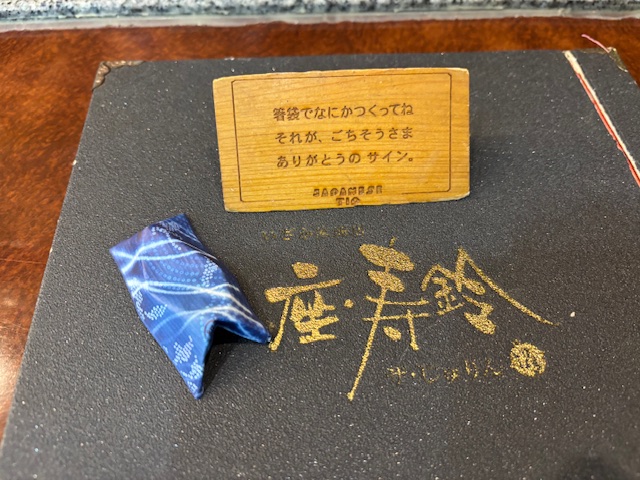 箸袋でなにかつくってね
それが、ごちそうさま
ありがとうの サイン。
JAPANESE
TIP
座・寿鈴